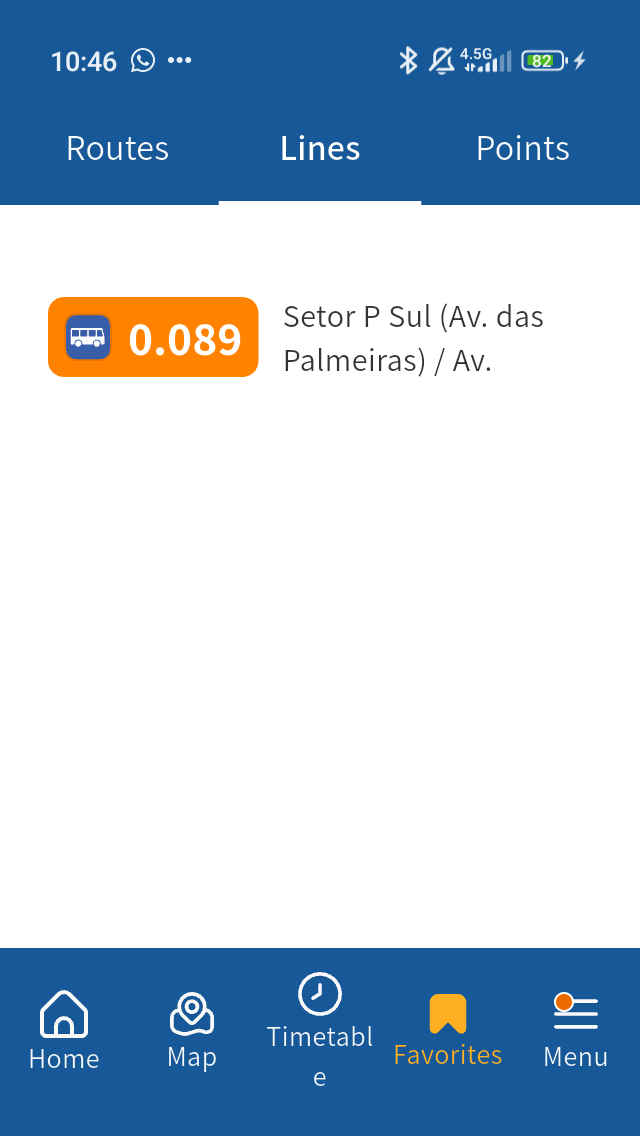 10:46
4.5G
82
Routes
Lines
Points
0.089
Setor P Sul (Av. das
Palmeiras) / Av.
Home
Map
Timetabl
e
Favorites
Menu